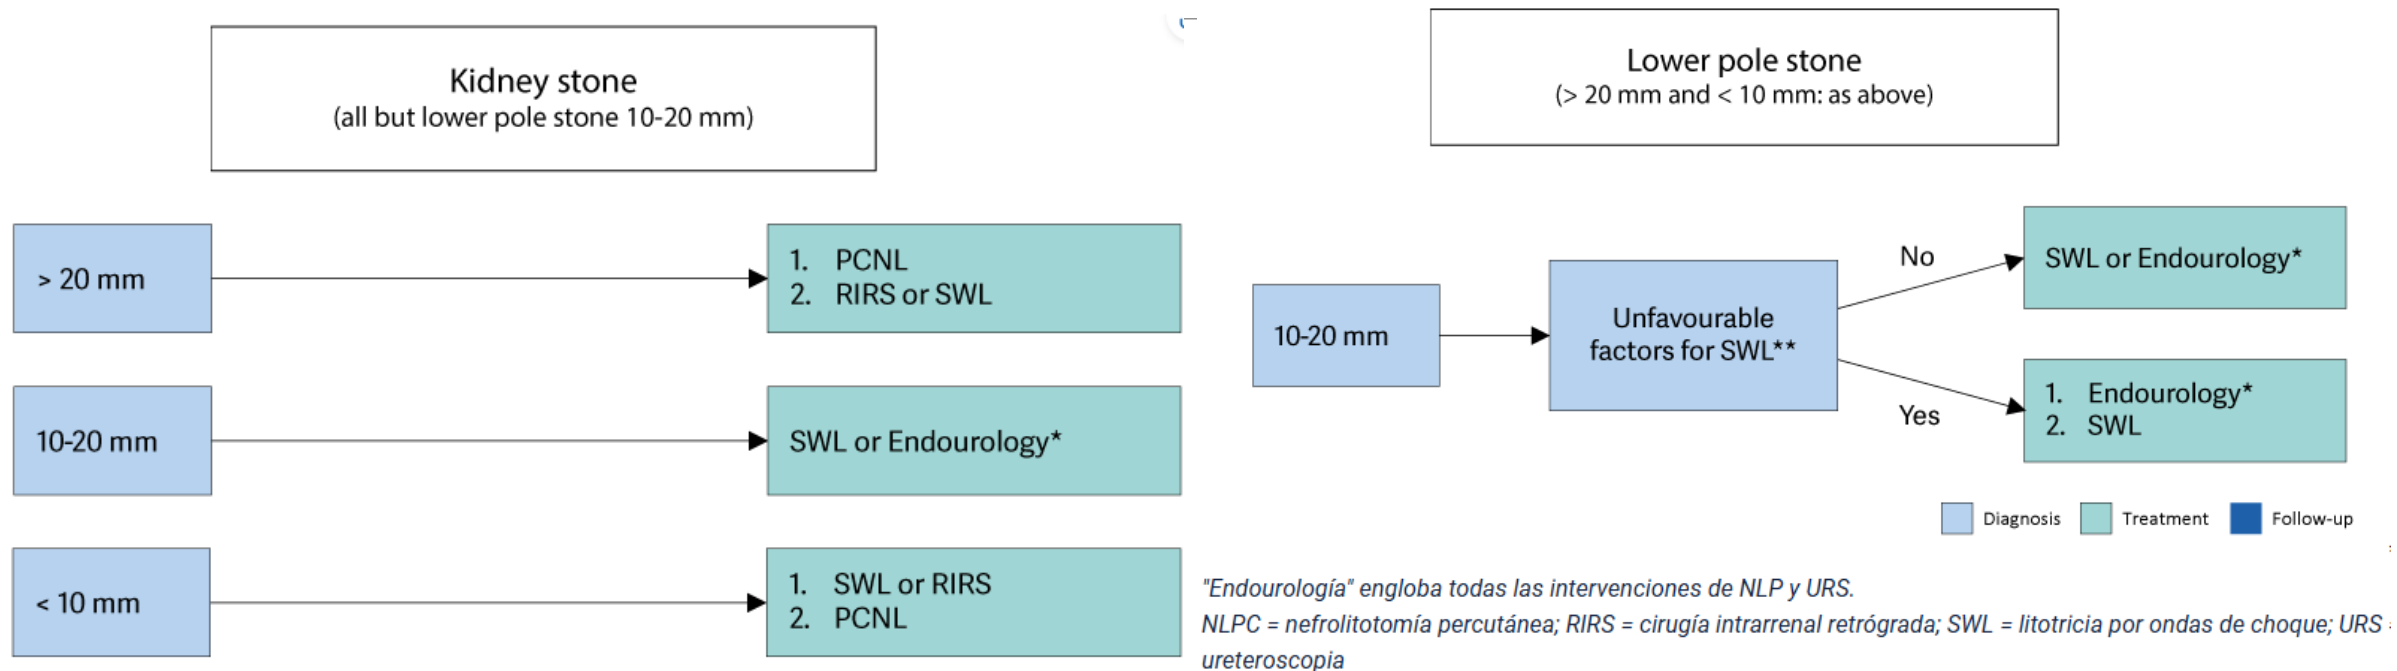 Kidney stone
(all but lower pole stone 10-20 mm)
> 20 mm
1. PCNL
2. RIRS or SWL
10-20 mm
SWL or Endourology*
< 10 mm
1. SWL or RIRS
2. PCNL
Lower pole stone
(> 20 mm and < 10 mm: as above)
10-20 mm
Unfavourable
factors for SWL**
No
SWL or Endourology*
Yes
1. Endourology*
2. SWL
Diagnosis
Treatment
Follow-up
"Endourología" engloba todas las intervenciones de NLP y URS.
NLPC = nefrolitotomía percutánea; RIRS = cirugía intrarrenal retrógrada; SWL = litotricia por ondas de choque; URS =
ureteroscopia